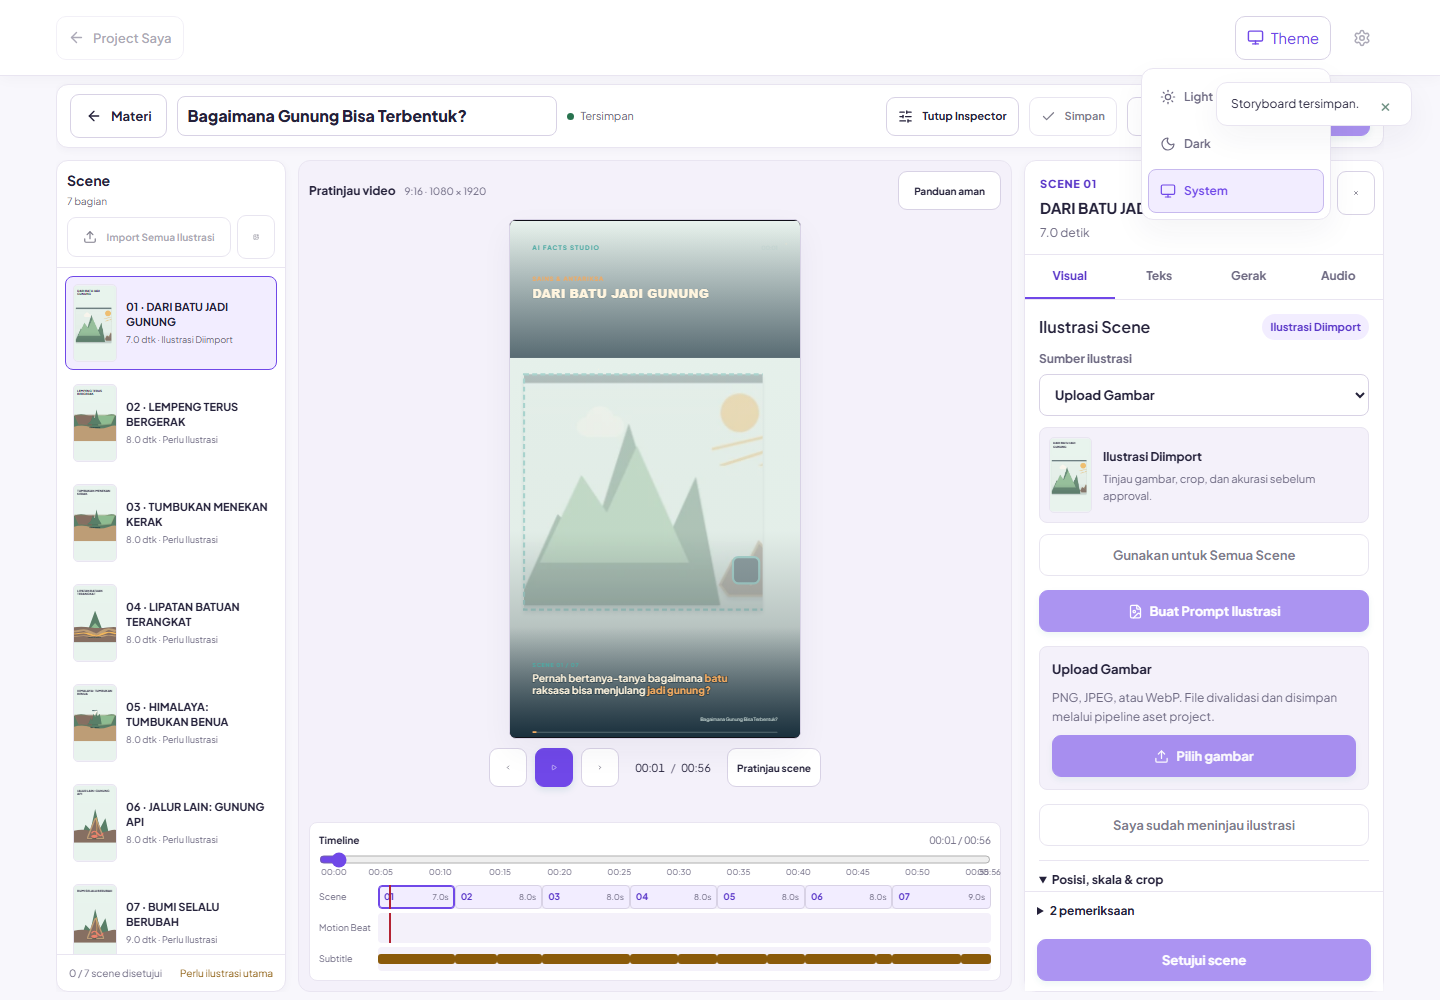 Project Saya
Theme
Light
Dark
System
Storyboard tersimpan.
Materi
Bagaimana Gunung Bisa Terbentuk?
Tersimpan
Tutup Inspector
Simpan
Scene
7 bagian
Import Semua Ilustrasi
01 · DARI BATU JADI
GUNUNG
7.0 dtk · Ilustrasi Diimport
02 · LEMPENG TERUS
BERGERAK
8.0 dtk · Perlu Ilustrasi
03 · TUMBUKAN MENEKAN
KERAK
8.0 dtk · Perlu Ilustrasi
04 · LIPATAN BATUAN
TERANGKAT
8.0 dtk · Perlu Ilustrasi
05 · HIMALAYA:
TUMBUKAN BENUA
8.0 dtk · Perlu Ilustrasi
06 · JALUR LAIN: GUNUNG
API
8.0 dtk · Perlu Ilustrasi
07 · BUMI SELALU
BERUBAH
9.0 dtk · Perlu Ilustrasi
0 / 7 scene disetujui
Perlu ilustrasi utama
Pratinjau video
9:16 · 1080 × 1920
Panduan aman
AI FACTS STUDIO
DARI BATU JADI GUNUNG
Pernah bertanya-tanya bagaimana batu
raksasa bisa menjulang jadi gunung?
Bagaimana Gunung Bisa Terbentuk?
00:01 / 00:56
Pratinjau scene
Timeline
00:01 / 00:56
00:00 00:05 00:10 00:15 00:20 00:25 00:30 00:35 00:40 00:45 00:50
Scene
01 7.0s 02 8.0s 03 8.0s 04 8.0s 05 8.0s 06 8.0s 07 9.0s
Motion Beat
Subtitle
SCENE 01
DARI BATU JAD
7.0 detik
Visual
Teks
Gerak
Audio
Ilustrasi Scene
Ilustrasi Diimport
Sumber ilustrasi
Upload Gambar
Ilustrasi Diimport
Tinjau gambar, crop, dan akurasi sebelum
approval.
Gunakan untuk Semua Scene
Buat Prompt Ilustrasi
Upload Gambar
PNG, JPEG, atau WebP. File divalidasi dan disimpan
melalui pipeline aset project.
Pilih gambar
Saya sudah meninjau ilustrasi
Posisi, skala & crop
2 pemeriksaan
Setujui scene